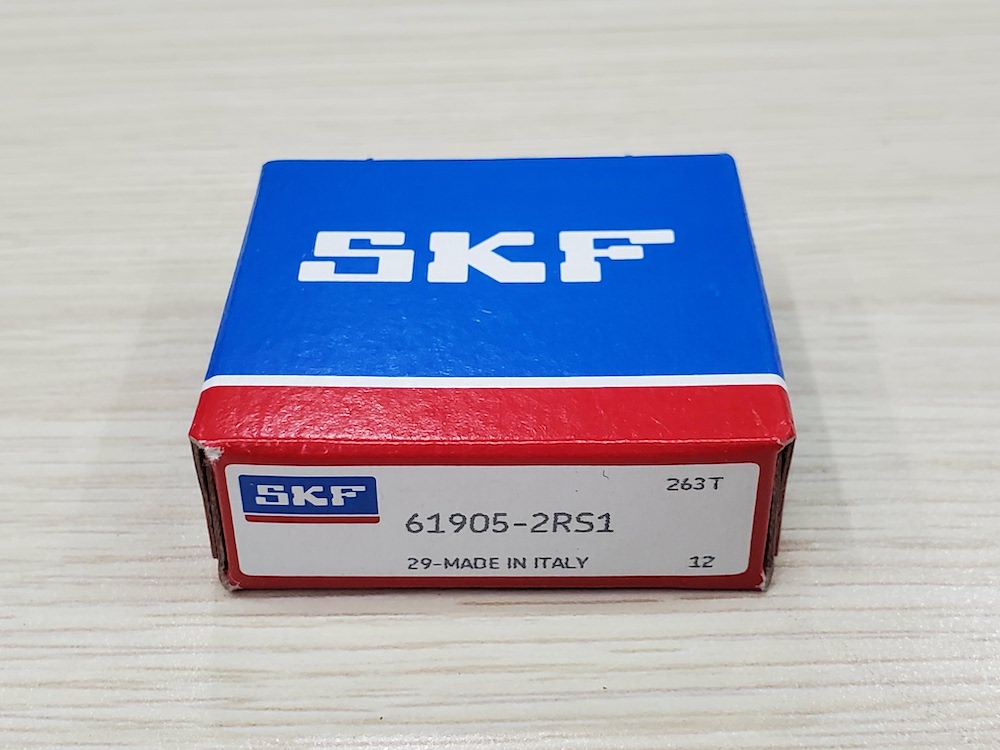 SKF
SKF
263T
61905-2RS1
29-MADE IN ITALY
12